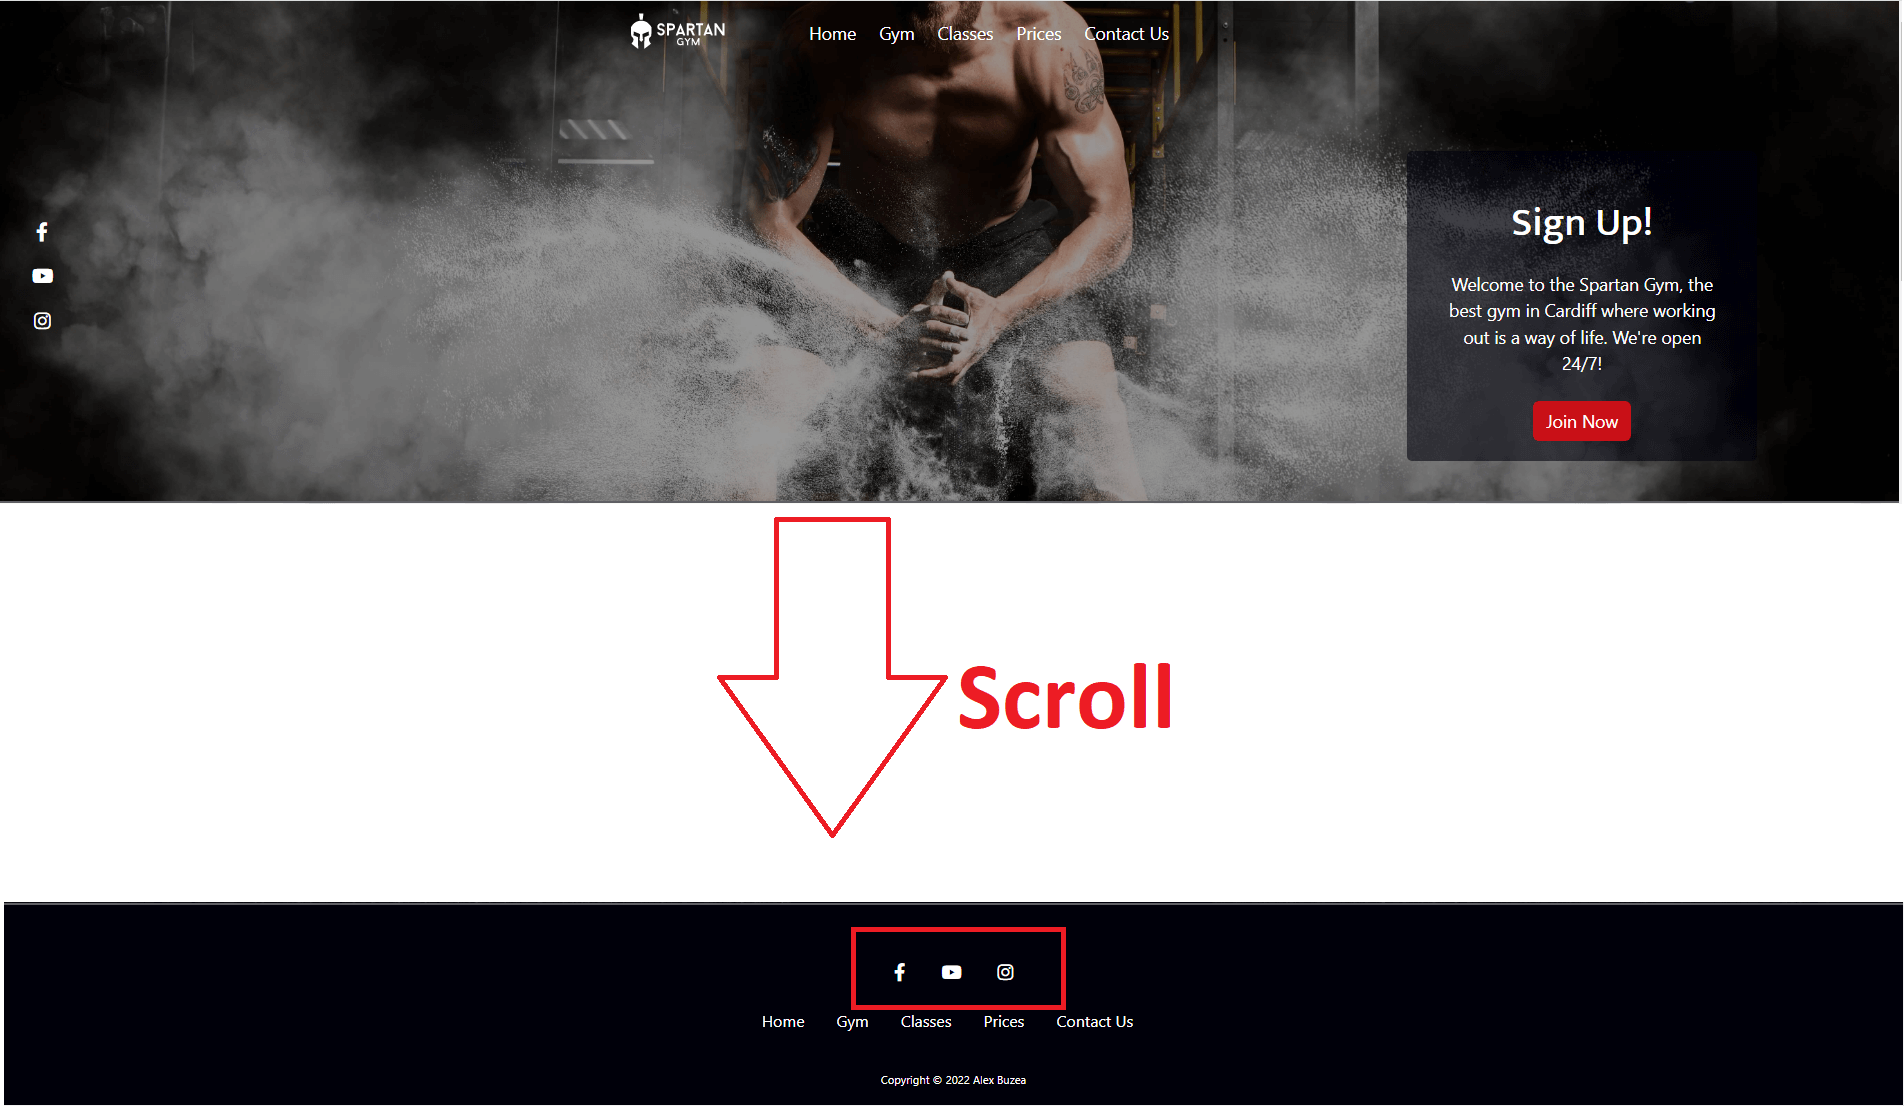 SPARTAN
GYM
Home Gym Classes Prices Contact Us
Sign Up!
Welcome to the Spartan Gym, the
best gym in Cardiff where working
out is a way of life. We're open
24/7!
Join Now
Scroll
Home Gym Classes Prices Contact Us
Copyright © 2022 Alex Buzea